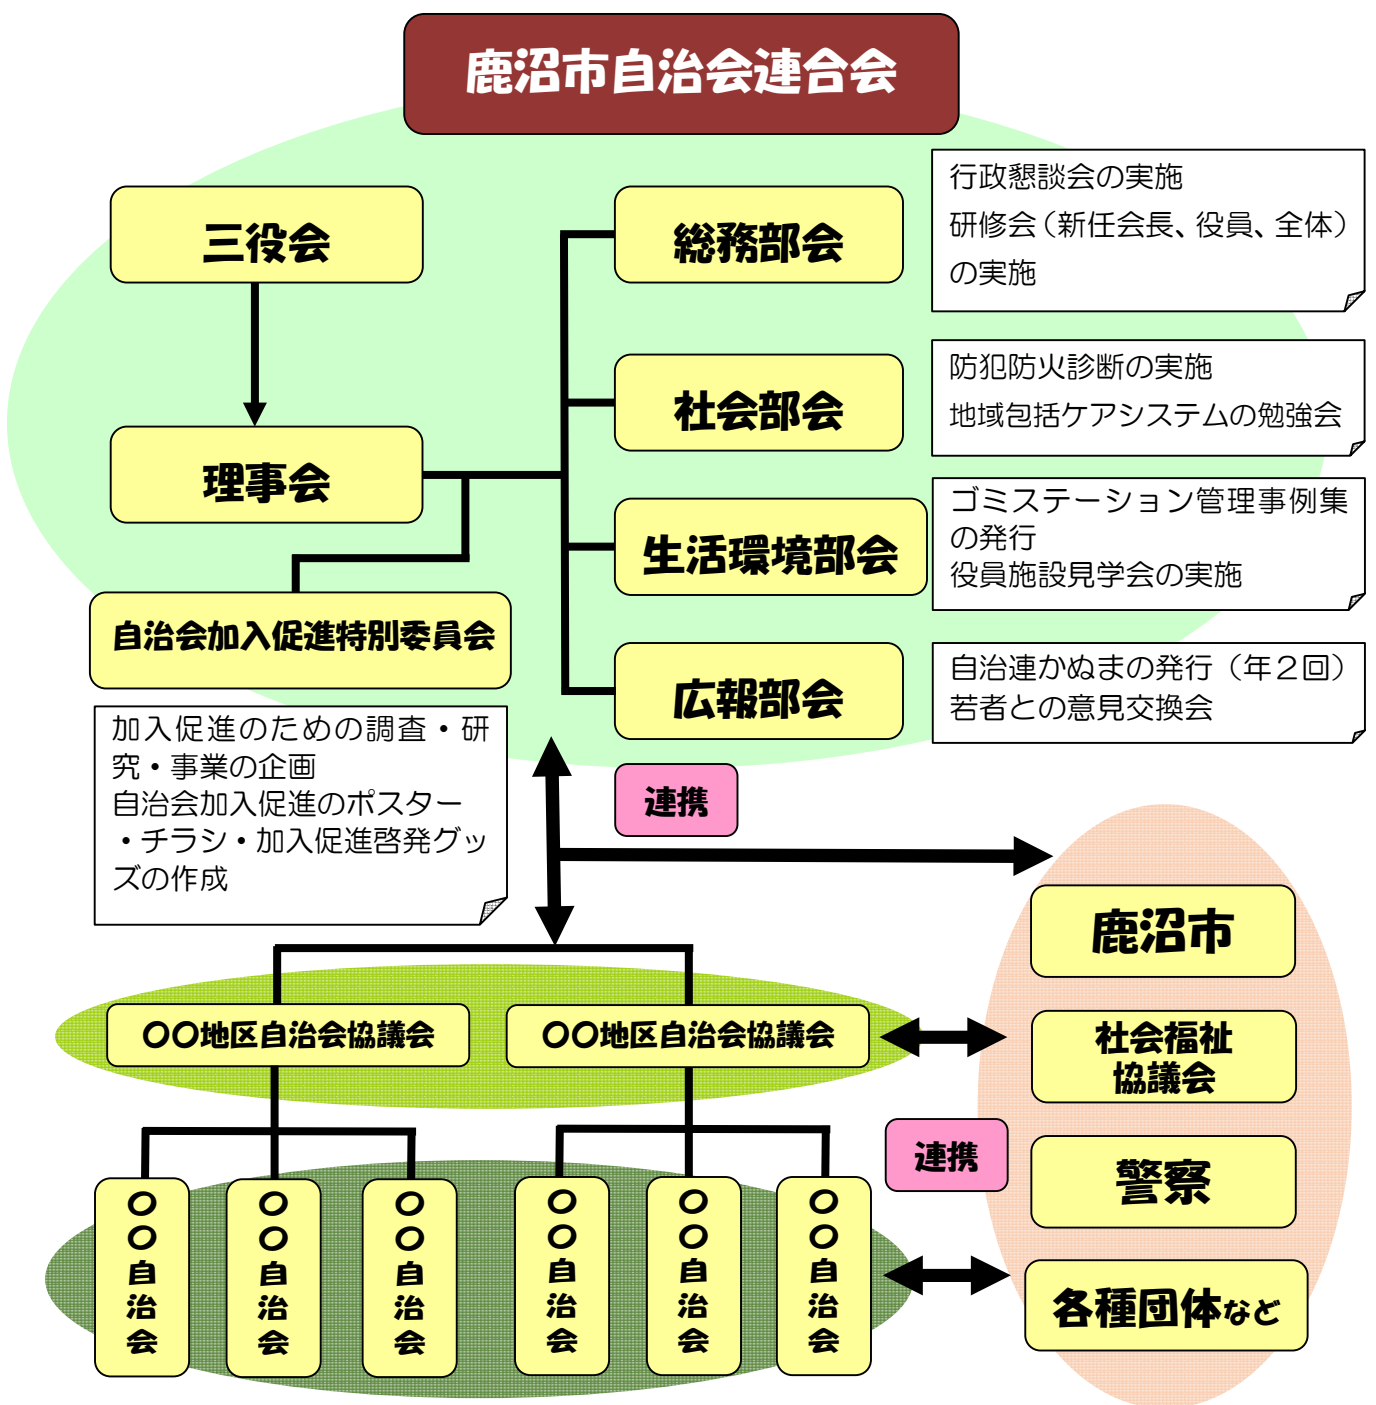 鹿沼市自治会連合会
三役会
理事会
自治会加入促進特別委員会
加入促進のための調査・研
究・事業の企画
自治会加入促進のポスター
・チラシ・加入促進啓発グッ
ズの作成
総務部会
行政懇談会の実施
研修会（新任会長、役員、全体）
の実施
社会部会
防犯防火診断の実施
地域包括ケアシステムの勉強会
生活環境部会
ゴミステーション管理事例集
の発行
役員施設見学会の実施
広報部会
自治連かぬまの発行（年２回）
若者との意見交換会
連携
〇〇地区自治会協議会
〇〇地区自治会協議会
〇〇自治会
〇〇自治会
〇〇自治会
〇〇自治会
〇〇自治会
〇〇自治会
連携
鹿沼市
社会福祉
協議会
警察
各種団体など